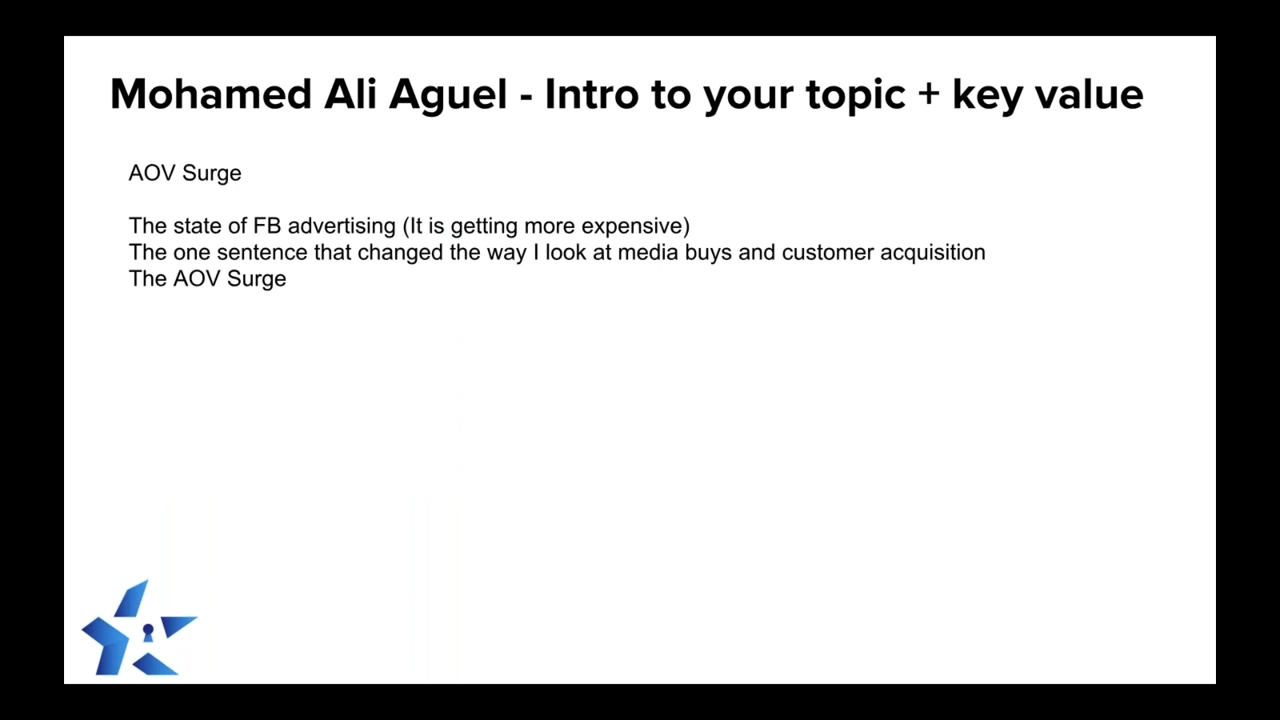 Mohamed Ali Aguel - Intro to your topic + key value
AOV Surge
The state of FB advertising (It is getting more expensive)
The one sentence that changed the way I look at media buys and customer acquisition
The AOV Surge